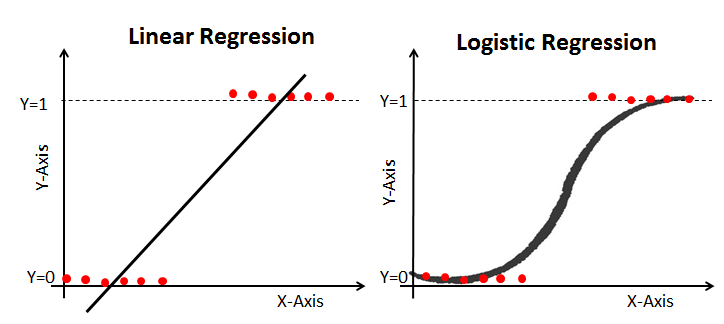 Linear Regression
Y=1
Y-Axis
Y=0
X-Axis
Logistic Regression
Y=1
Y-Axis
Y=0
X-Axis